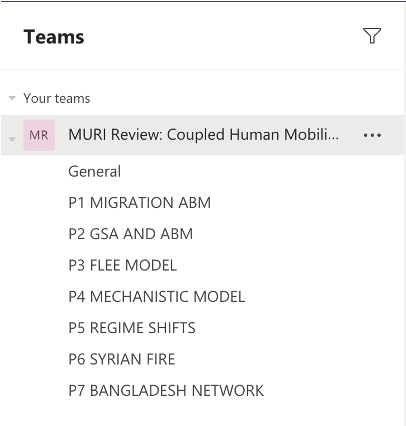 Teams
Your teams
MR MURI Review: Coupled Human Mobili...
General
P1 MIGRATION ABM
P2 GSA AND ABM
P3 FLEE MODEL
P4 MECHANISTIC MODEL
P5 REGIME SHIFTS
P6 SYRIAN FIRE
P7 BANGLADESH NETWORK